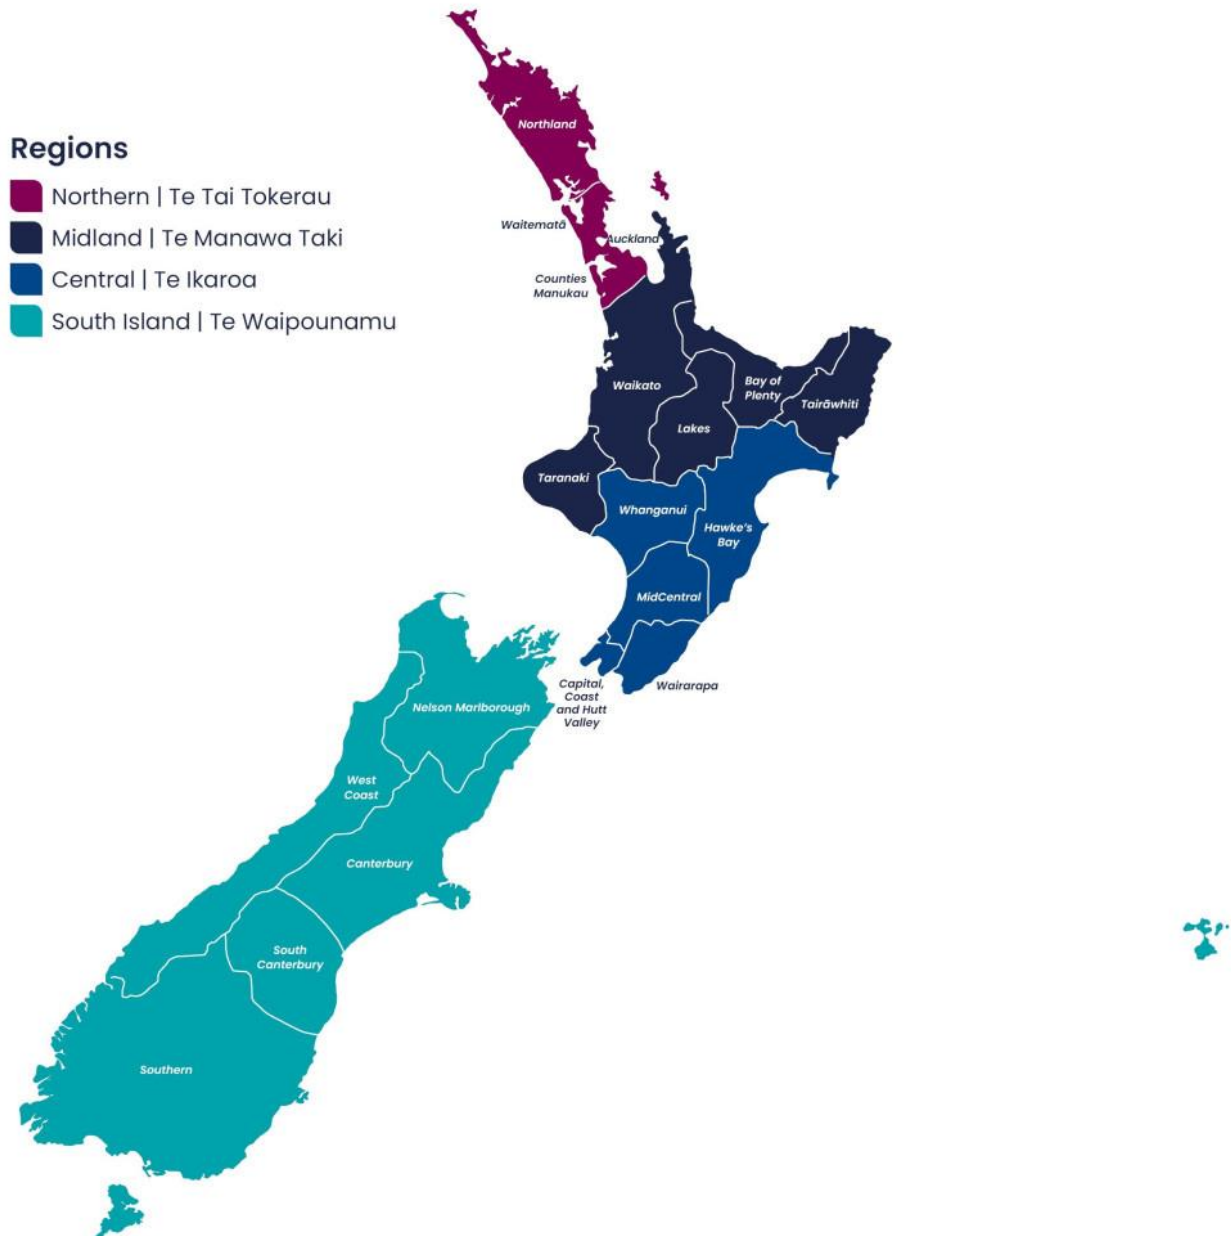 Regions
Northern | Te Tai Tokerau
Midland | Te Manawa Taki
Central | Te Ikaroa
South Island | Te Waipounamu
Northland
Waitematā
Auckland
Counties
Manukau
Waikato
Bay of
Plenty
Tairāwhiti
Lakes
Taranaki
Whanganui
Hawke's
Bay
MidCentral
Capital,
Coast
and Hutt
Valley
Wairarapa
Nelson Marlborough
West
Coast
Canterbury
South
Canterbury
Southern